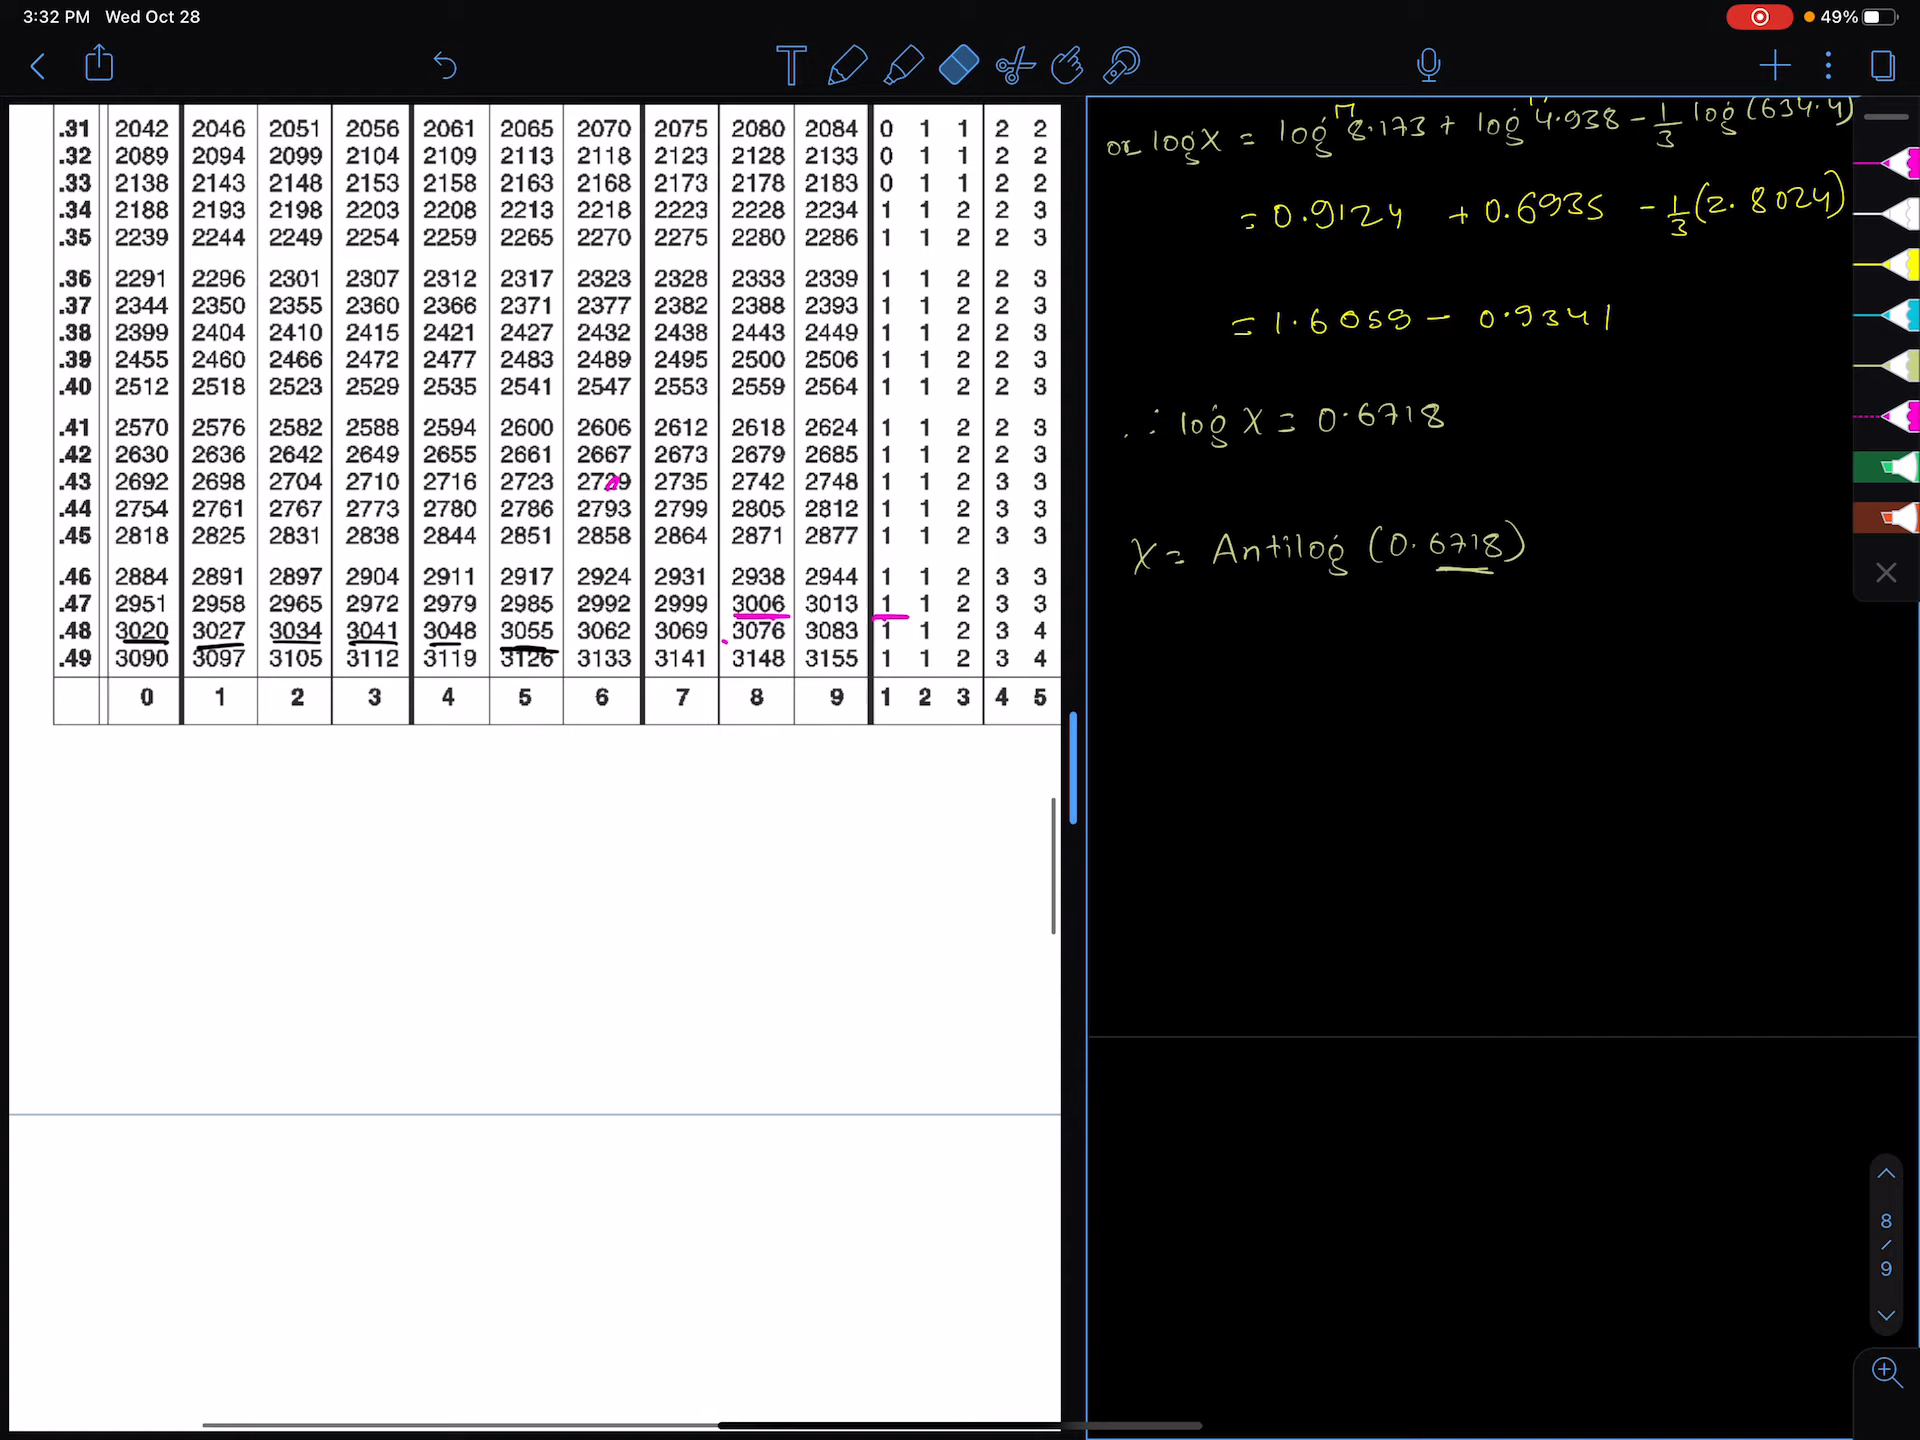 3:32 PM Wed Oct 28
49%
.31 2042 2046 2051 2056 2061 2065 2070 2075 2080 2084 0 1 1 2 2
.32 2089 2094 2099 2104 2109 2113 2118 2123 2128 2133 0 1 1 2 2
.33 2138 2143 2148 2153 2158 2163 2168 2173 2178 2183 0 1 1 2 2
.34 2188 2193 2198 2203 2208 2213 2218 2223 2228 2234 1 1 2 2 3
.35 2239 2244 2249 2254 2259 2265 2270 2275 2280 2286 1 1 2 2 3
.36 2291 2296 2301 2307 2312 2317 2323 2328 2333 2339 1 1 2 2 3
.37 2344 2350 2355 2360 2366 2371 2377 2382 2388 2393 1 1 2 2 3
.38 2399 2404 2410 2415 2421 2427 2432 2438 2443 2449 1 1 2 2 3
.39 2455 2460 2466 2472 2477 2483 2489 2495 2500 2506 1 1 2 2 3
.40 2512 2518 2523 2529 2535 2541 2547 2553 2559 2564 1 1 2 2 3
.41 2570 2576 2582 2588 2594 2600 2606 2612 2618 2624 1 1 2 2 3
.42 2630 2636 2642 2649 2655 2661 2667 2673 2679 2685 1 1 2 2 3
.43 2692 2698 2704 2710 2716 2723 2729 2735 2742 2748 1 1 2 3 3
.44 2754 2761 2767 2773 2780 2786 2793 2799 2805 2812 1 1 2 3 3
.45 2818 2825 2831 2838 2844 2851 2858 2864 2871 2877 1 1 2 3 3
.46 2884 2891 2897 2904 2911 2917 2924 2931 2938 2944 1 1 2 3 3
.47 2951 2958 2965 2972 2979 2985 2992 2999 3006 3013 1 1 2 3 3
.48 3020 3027 3034 3041 3048 3055 3062 3069 3076 3083 1 1 2 3 4
.49 3090 3097 3105 3112 3119 3126 3133 3141 3148 3155 1 1 2 3 4
0 1 2 3 4 5 6 7 8 9 1 2 3 4 5
or log X = log 8.173 + log 4.938 - 1/3 log (634.4)
= 0.9124 + 0.6935 - 1/3 (2.8024)
= 1.6059 - 0.9341
∴ log X = 0.6718
X = Antilog (0.6718)
8
/
9